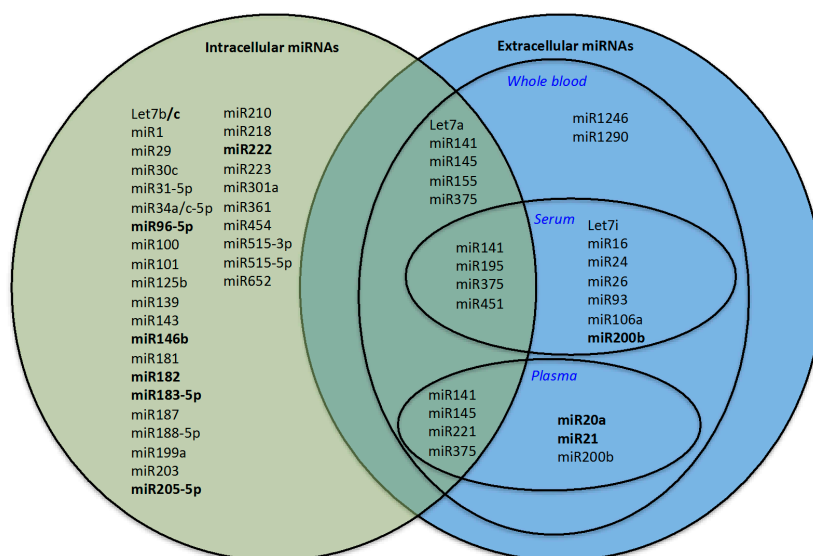 Intracellular miRNAs
Let7b/c
miR1
miR29
miR30c
miR31-5p
miR34a/c-5p
miR96-5p
miR100
miR101
miR125b
miR139
miR143
miR146b
miR181
miR182
miR183-5p
miR187
miR188-5p
miR199a
miR203
miR205-5p
miR210
miR218
miR222
miR223
miR301a
miR361
miR454
miR515-3p
miR515-5p
miR652
Extracellular miRNAs
Whole blood
Let7a
miR141
miR145
miR155
miR375
miR1246
miR1290
Serum
miR141
miR195
miR375
miR451
Let7i
miR16
miR24
miR26
miR93
miR106a
miR200b
Plasma
miR141
miR145
miR221
miR375
miR20a
miR21
miR200b